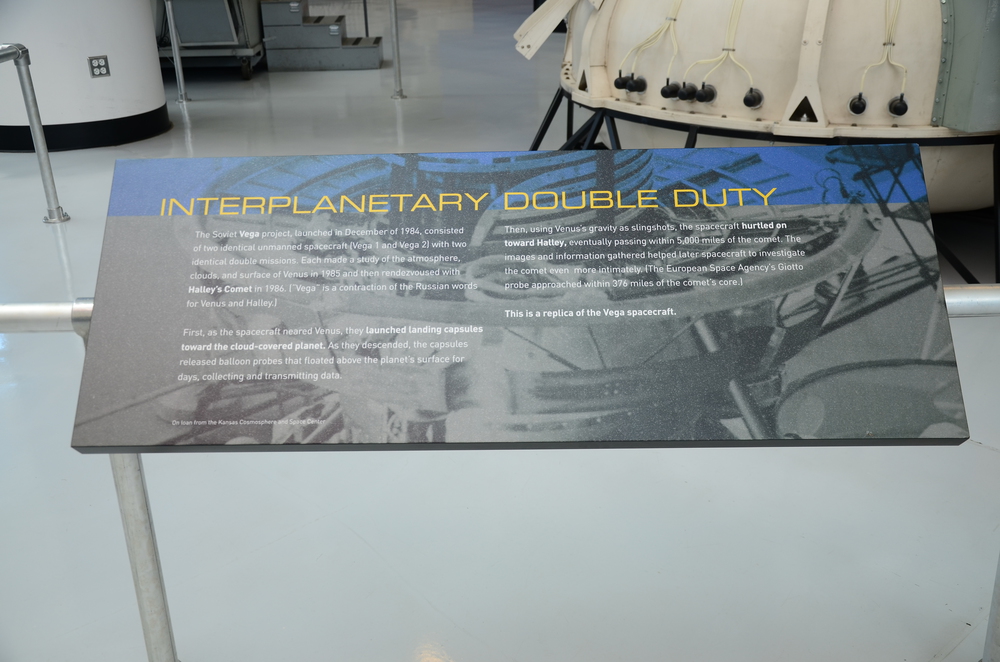 INTERPLANETARY DOUBLE DUTY
The Soviet Vega project, launched in December of 1984, consisted
of two identical unmanned spacecraft (Vega 1 and Vega 2) with two
identical double missions. Each made a study of the atmosphere,
clouds, and surface of Venus in 1985 and then rendezvoused with
Halley's Comet in 1986. ["Vega" is a contraction of the Russian words
for Venus and Halley.]
First, as the spacecraft neared Venus, they launched landing capsules
toward the cloud-covered planet. As they descended, the capsules
released balloon probes that floated above the planet's surface for
days, collecting and transmitting data.
On loan from the Kansas Cosmosphere and Space Center
Then, using Venus's gravity as slingshots, the spacecraft hurtled on
toward Halley, eventually passing within 5,000 miles of the comet. The
images and information gathered helped later spacecraft to investigate
the comet even more intimately. [The European Space Agency's Giotto
probe approached within 376 miles of the comet's core.]
This is a replica of the Vega spacecraft.